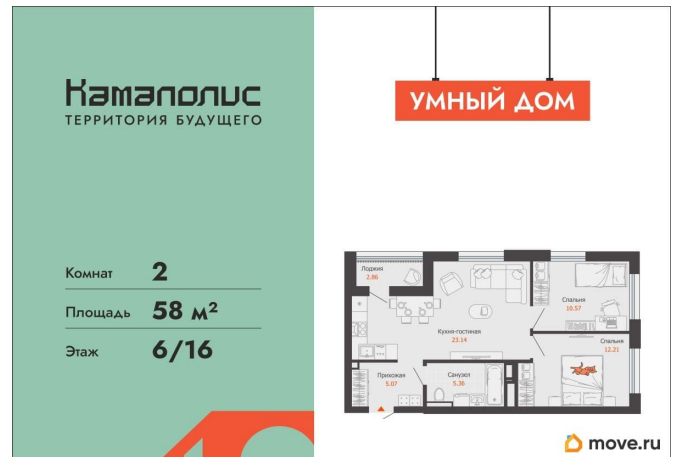 Камаполис
ТЕРРИТОРИЯ БУДУЩЕГО
Комнат 2
Площадь 58 м²
Этаж 6/16
УМНЫЙ ДОМ
Лоджия
2.86
Спальня
10.57
Кухня-гостиная
23.14
Спальня
12.21
Прихожая
5.07
Санузел
5.36
move.ru